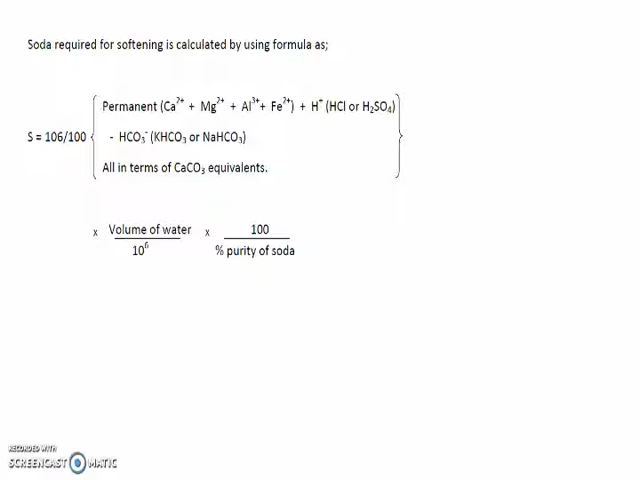 Soda required for softening is calculated by using formula as;
Permanent (Ca²⁺ + Mg²⁺ + Al³⁺+ Fe²⁺) + H⁺ (HCl or H₂SO₄)
S = 106/100 - HCO₃⁻ (KHCO₃ or NaHCO₃)
All in terms of CaCO₃ equivalents.
x Volume of water x 100
10⁶ % purity of soda
RECORDED WITH
SCREENCAST MATIC